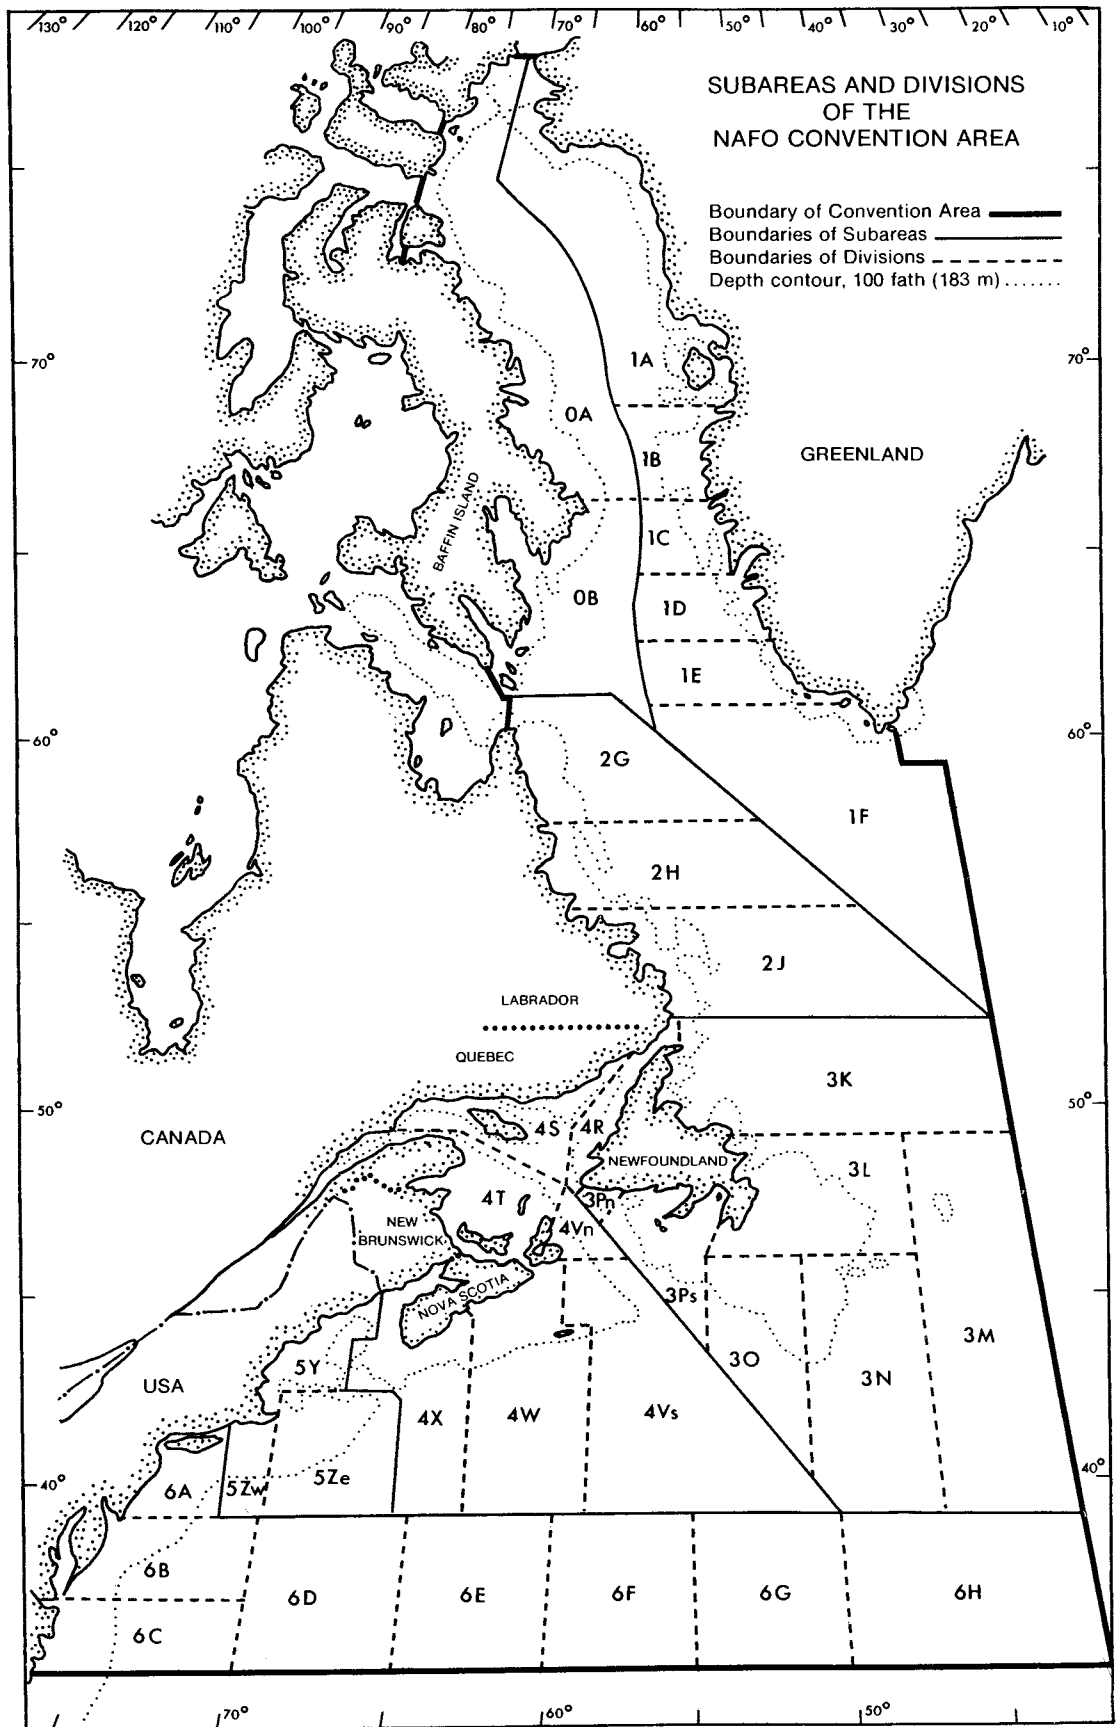 130° 120° 110° 100° 90° 80° 70° 60° 50° 40° 30° 20° 10°
SUBAREAS AND DIVISIONS
OF THE
NAFO CONVENTION AREA
Boundary of Convention Area
Boundaries of Subareas
Boundaries of Divisions
Depth contour, 100 fath (183 m)
70°
1A
70°
0A
GREENLAND
1B
BAFFIN ISLAND
1C
0B
1D
1E
60°
60°
2G
1F
2H
2J
LABRADOR
QUEBEC
3K
50°
50°
CANADA
4S
4R
NEWFOUNDLAND
3L
4T
3Pn
NEW
BRUNSWICK
4Vn
NOVA SCOTIA
3Ps
3M
5Y
3O
3N
USA
4X
4W
4Vs
40°
40°
6A
5Zw
5Ze
6B
6D
6E
6F
6G
6H
6C
70°
60°
50°